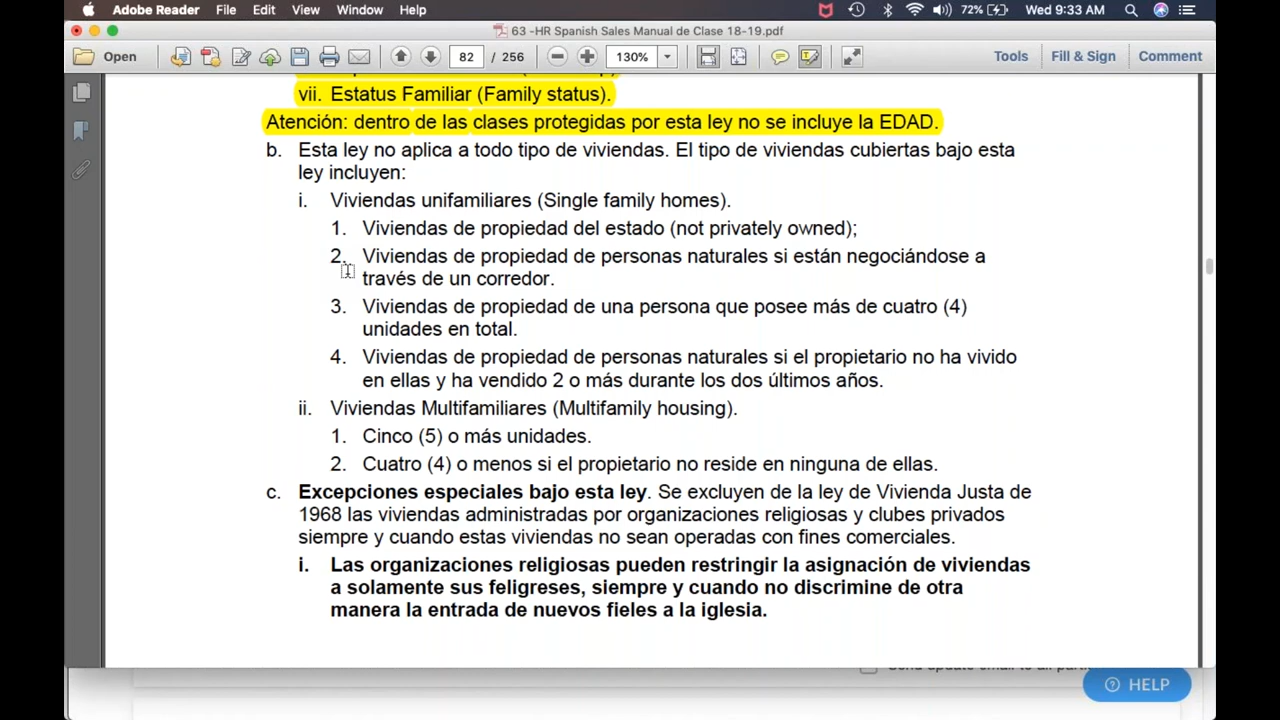 Adobe Reader File Edit View Window Help 72% Wed 9:33 AM
63 -HR Spanish Sales Manual de Clase 18-19.pdf
Open 82 / 256 130% Tools Fill & Sign Comment
vii. Estatus Familiar (Family status).
Atención: dentro de las clases protegidas por esta ley no se incluye la EDAD.
b. Esta ley no aplica a todo tipo de viviendas. El tipo de viviendas cubiertas bajo esta
ley incluyen:
i. Viviendas unifamiliares (Single family homes).
1. Viviendas de propiedad del estado (not privately owned);
2. Viviendas de propiedad de personas naturales si están negociándose a
través de un corredor.
3. Viviendas de propiedad de una persona que posee más de cuatro (4)
unidades en total.
4. Viviendas de propiedad de personas naturales si el propietario no ha vivido
en ellas y ha vendido 2 o más durante los dos últimos años.
ii. Viviendas Multifamiliares (Multifamily housing).
1. Cinco (5) o más unidades.
2. Cuatro (4) o menos si el propietario no reside en ninguna de ellas.
c. Excepciones especiales bajo esta ley. Se excluyen de la ley de Vivienda Justa de
1968 las viviendas administradas por organizaciones religiosas y clubes privados
siempre y cuando estas viviendas no sean operadas con fines comerciales.
i. Las organizaciones religiosas pueden restringir la asignación de viviendas
a solamente sus feligreses, siempre y cuando no discrimine de otra
manera la entrada de nuevos fieles a la iglesia.
HELP